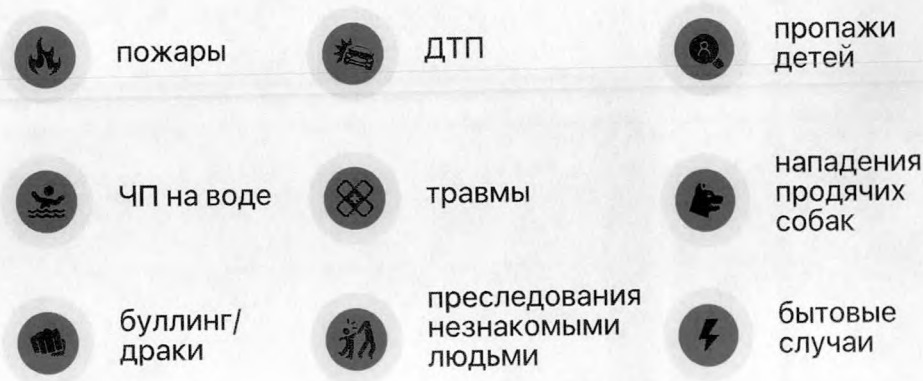 пожары
ДТП
пропажи
детей
ЧП на воде
травмы
нападения
продячих
собак
буллинг/
драки
преследования
незнакомыми
людьми
бытовые
случаи